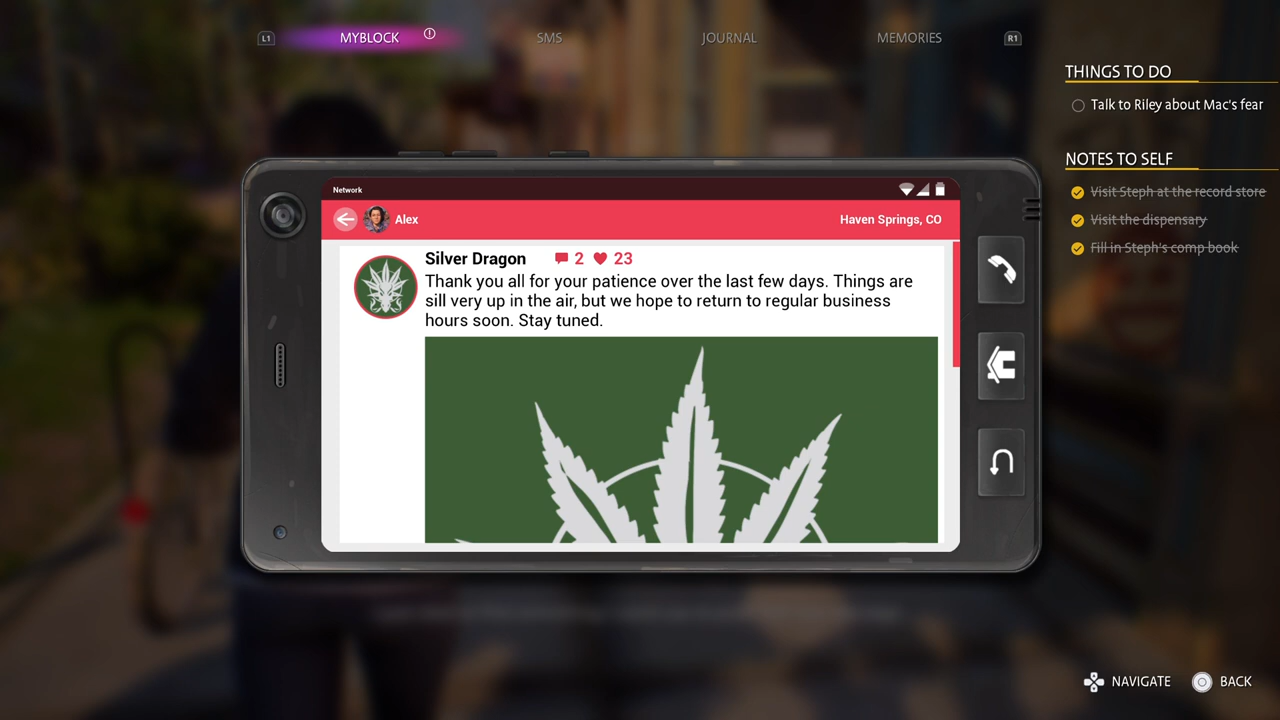 L1
MYBLOCK
SMS
JOURNAL
MEMORIES
R1
THINGS TO DO
Talk to Riley about Mac's fear
NOTES TO SELF
Visit Steph at the record store
Visit the dispensary
Fill in Steph's comp book
Network
Alex
Haven Springs, CO
Silver Dragon 2 23
Thank you all for your patience over the last few days. Things are
sill very up in the air, but we hope to return to regular business
hours soon. Stay tuned.
NAVIGATE
BACK